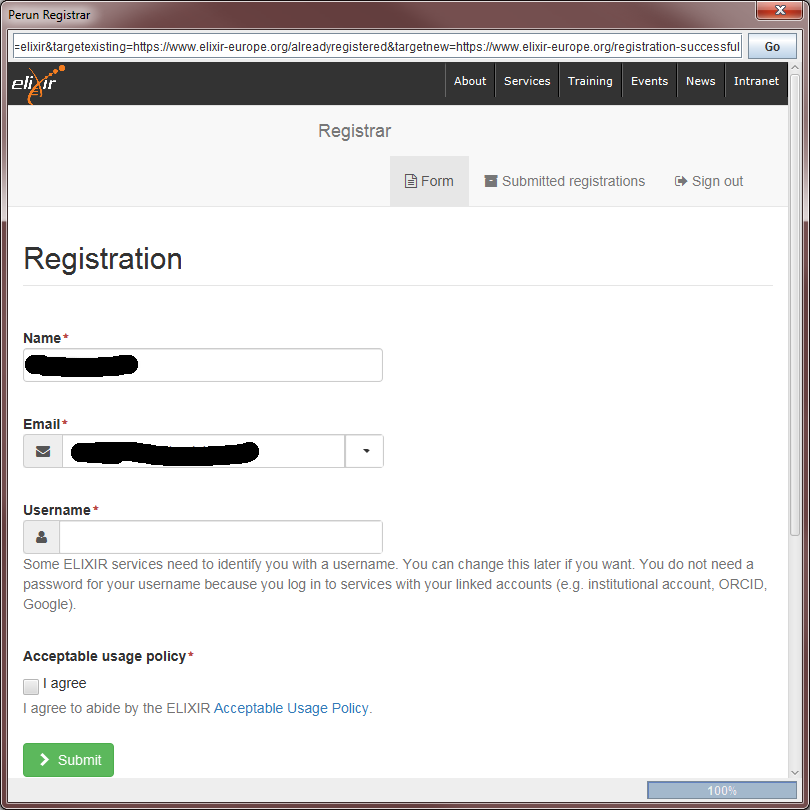 Perun Registrar
=elixir&targetexisting=https://www.elixir-europe.org/alreadyregistered&targetnew=https://www.elixir-europe.org/registration-successful
Go
elixir
About Services Training Events News Intranet
Registrar
Form Submitted registrations Sign out
Registration
Name*
Email*
Username*
Some ELIXIR services need to identify you with a username. You can change this later if you want. You do not need a
password for your username because you log in to services with your linked accounts (e.g. institutional account, ORCID,
Google).
Acceptable usage policy*
I agree
I agree to abide by the ELIXIR Acceptable Usage Policy.
Submit
100%